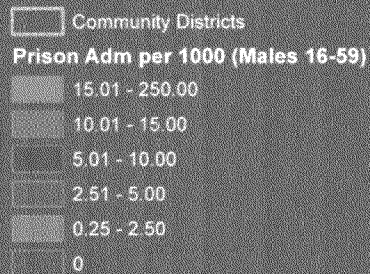 Community Districts
Prison Adm per 1000 (Males 16-59)
15.01 - 250.00
10.01 - 15.00
5.01 - 10.00
2.51 - 5.00
0.25 - 2.50
0